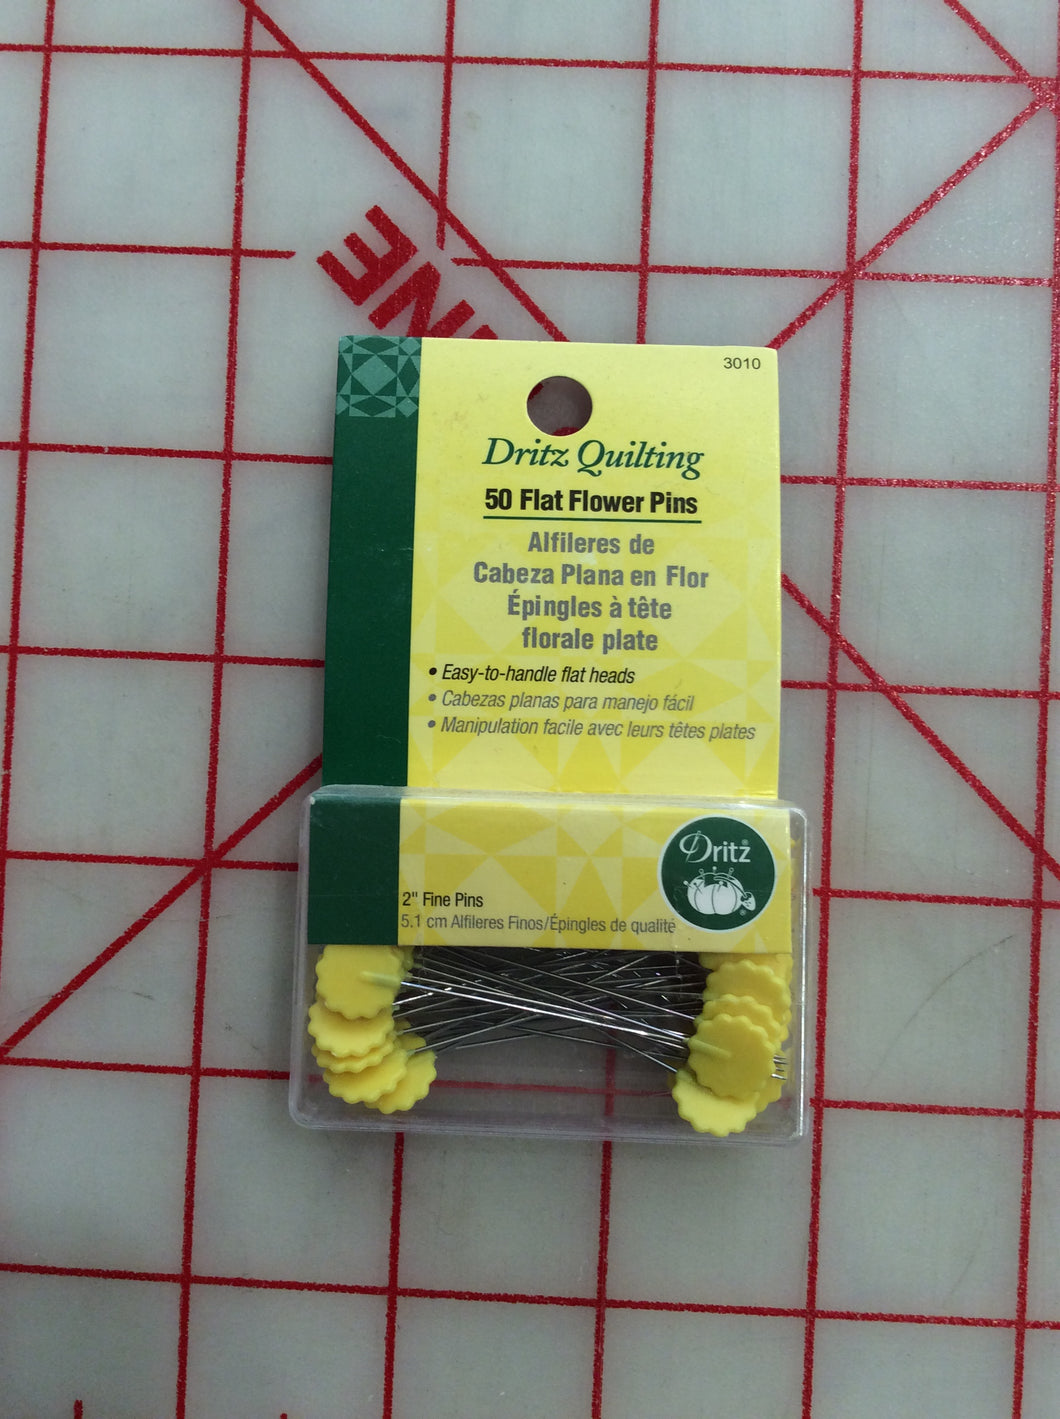 NE
3010
Dritz Quilting
50 Flat Flower Pins
Alfileres de
Cabeza Plana en Flor
Épingles à tête
florale plate
• Easy-to-handle flat heads
• Cabezas planas para manejo fácil
• Manipulation facile avec leurs têtes plates
Dritz®
2" Fine Pins
5.1 cm Alfileres Finos/Épingles de qualité